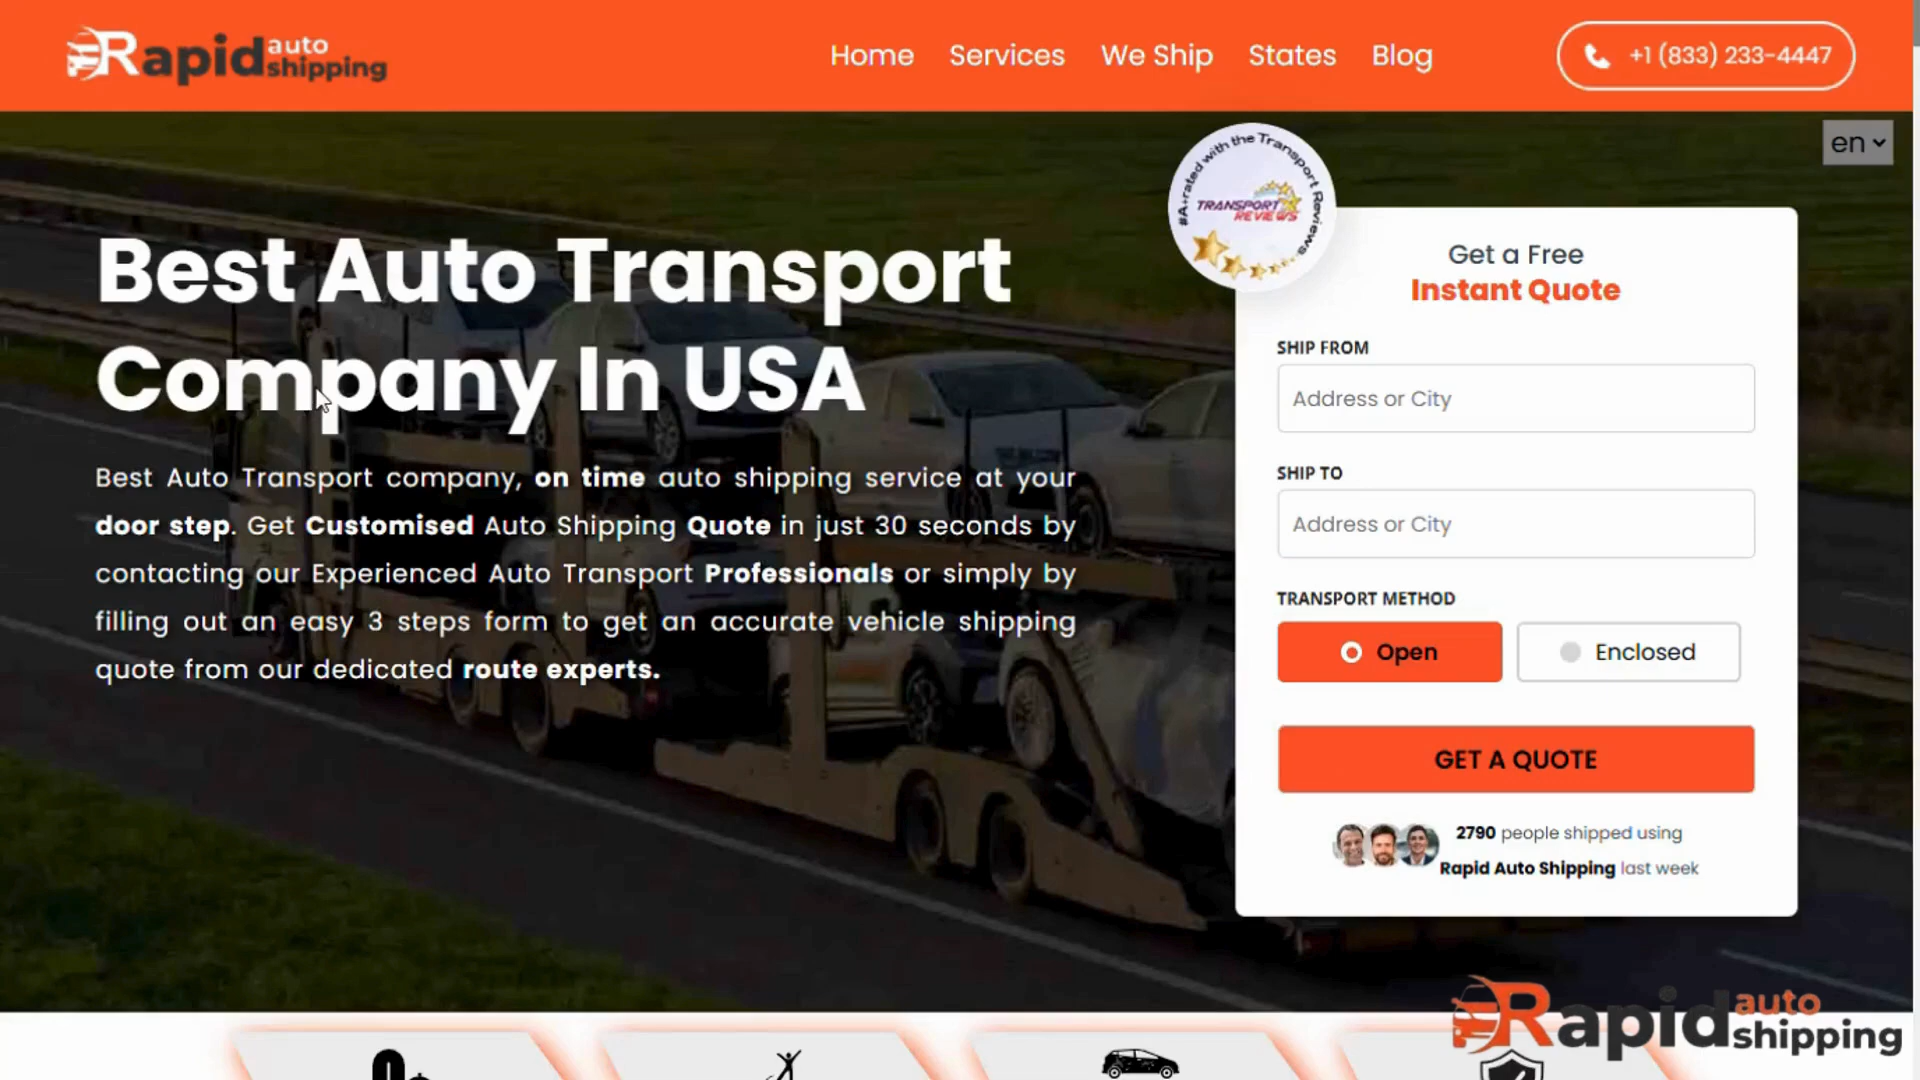 Rapid auto shipping
Home Services We Ship States Blog
+1 (833) 233-4447
en
#A+rated with the Transport Reviews.
TRANSPORT
REVIEWS
Best Auto Transport
Company In USA
Best Auto Transport company, on time auto shipping service at your
door step. Get Customised Auto Shipping Quote in just 30 seconds by
contacting our Experienced Auto Transport Professionals or simply by
filling out an easy 3 steps form to get an accurate vehicle shipping
quote from our dedicated route experts.
Get a Free
Instant Quote
SHIP FROM
Address or City
SHIP TO
Address or City
TRANSPORT METHOD
Open
Enclosed
GET A QUOTE
2790 people shipped using
Rapid Auto Shipping last week
Rapid auto shipping